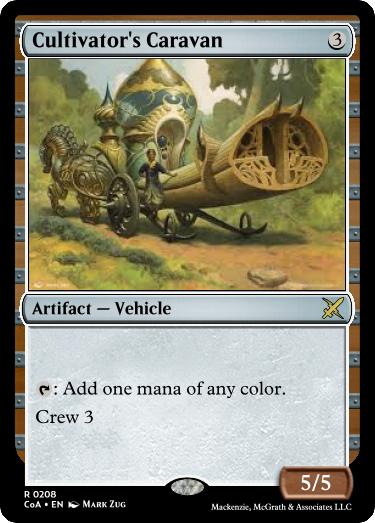 Cultivator's Caravan 3
Artifact — Vehicle
: Add one mana of any color.
Crew 3
5/5
R 0208
CoA • EN Mark Zug
Mackenzie, McGrath & Associates LLC